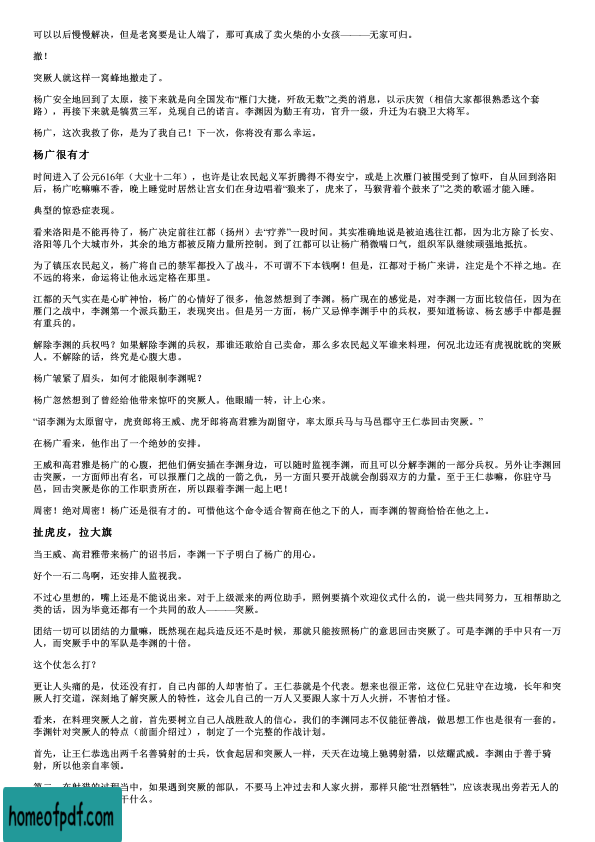 可以以后慢慢解决，但是老窝要是让人端了，那可真成了卖火柴的小女孩———无家可归。
撤！
突厥人就这样一窝蜂地撤走了。
杨广安全地回到了太原，接下来就是向全国发布“雁门大捷，歼敌无数”之类的消息，以示庆贺（相信大家都很熟悉这个套
路），再接下来就是犒赏三军，兑现自己的诺言。李渊因为勤王有功，官升一级，升迁为右骁卫大将军。
杨广，这次我救了你，是为了我自己！下一次，你将没有那么幸运。
杨广很有才
时间进入了公元616年（大业十二年），也许是让农民起义军折腾得不得安宁，或是上次雁门被围受到了惊吓，自从回到洛阳
后，杨广吃嘛嘛不香，晚上睡觉时居然让宫女们在身边唱着“狼来了，虎来了，马猴背着个鼓来了”之类的歌谣才能入睡。
典型的惊恐症表现。
看来洛阳是不能再待了，杨广决定前往江都（扬州）去“疗养”一段时间。其实准确地说是被迫逃往江都，因为北方除了长安、
洛阳等几个大城市外，其余的地方都被反隋力量所控制。到了江都可以让杨广稍微喘口气，组织军队继续顽强地抵抗。
为了镇压农民起义，杨广将自己的禁军都投入了战斗，不可谓不下本钱啊！但是，江都对于杨广来讲，注定是个不祥之地。在
不远的将来，命运将让他永远定格在那里。
江都的天气实在是心旷神怡，杨广的心情好了很多，他忽然想到了李渊。杨广现在的感觉是，对李渊一方面比较信任，因为在
雁门之战中，李渊第一个派兵勤王，表现突出。但是另一方面，杨广又忌惮李渊手中的兵权，要知道杨谅、杨玄感手中都是握
有重兵的。
解除李渊的兵权吗？如果解除李渊的兵权，那谁还敢给自己卖命，那么多农民起义军谁来料理，何况北边还有虎视眈眈的突厥
人。不解除的话，终究是心腹大患。
杨广皱紧了眉头，如何才能限制李渊呢？
杨广忽然想到了曾经给他带来惊吓的突厥人。他眼睛一转，计上心来。
“诏李渊为太原留守，虎贲郎将王威、虎牙郎将高君雅为副留守，率太原兵马与马邑郡守王仁恭回击突厥。”
在杨广看来，他作出了一个绝妙的安排。
王威和高君雅是杨广的心腹，把他们俩安插在李渊身边，可以随时监视李渊，而且可以分解李渊的一部分兵权。另外让李渊回
击突厥，一方面师出有名，可以报雁门之战的一箭之仇，另一方面只要开战就会削弱双方的力量。至于王仁恭嘛，你驻守马
邑，回击突厥是你的工作职责所在，所以跟着李渊一起上吧！
周密！绝对周密！杨广还是很有才的。可惜他这个命令适合智商在他之下的人，而李渊的智商恰恰在他之上。
扯虎皮，拉大旗
当王威、高君雅带来杨广的诏书后，李渊一下子明白了杨广的用心。
好个一石二鸟啊，还安排人监视我。
不过心里想的，嘴上还是不能说出来。对于上级派来的两位助手，照例要搞个欢迎仪式什么的，说一些共同努力，互相帮助之
类的话，因为毕竟还都有一个共同的敌人———突厥。
团结一切可以团结的力量嘛，既然现在起兵造反还不是时候，那就只能按照杨广的意思回击突厥了。可是李渊的手中只有一万
人，而突厥手中的军队是李渊的十倍。
这个仗怎么打？
更让人头痛的是，仗还没有打，自己内部的人却害怕了。王仁恭就是个代表。想来也很正常，这位仁兄驻守在边境，长年和突
厥人打交道，深刻地了解突厥人的特性，这会儿自己的一万人又要跟人家十万人火拼，不害怕才怪。
看来，在料理突厥人之前，首先要树立自己人战胜敌人的信心。我们的李渊同志不仅能征善战，做思想工作也是很有一套的。
李渊针对突厥人的特点（前面介绍过），制定了一个完整的作战计划。
首先，让王仁恭选出两千名善骑射的士兵，饮食起居和突厥人一样，天天在边境上驰骋射猎，以炫耀武威。李渊由于善于骑
射，所以他亲自率领。
第二，在射猎的过程当中，如果遇到突厥的部队，不要马上冲过去和人家火拼，那样只能“壮烈牺牲”，应该表现出旁若无人的
干什么。
homeofpdf.com